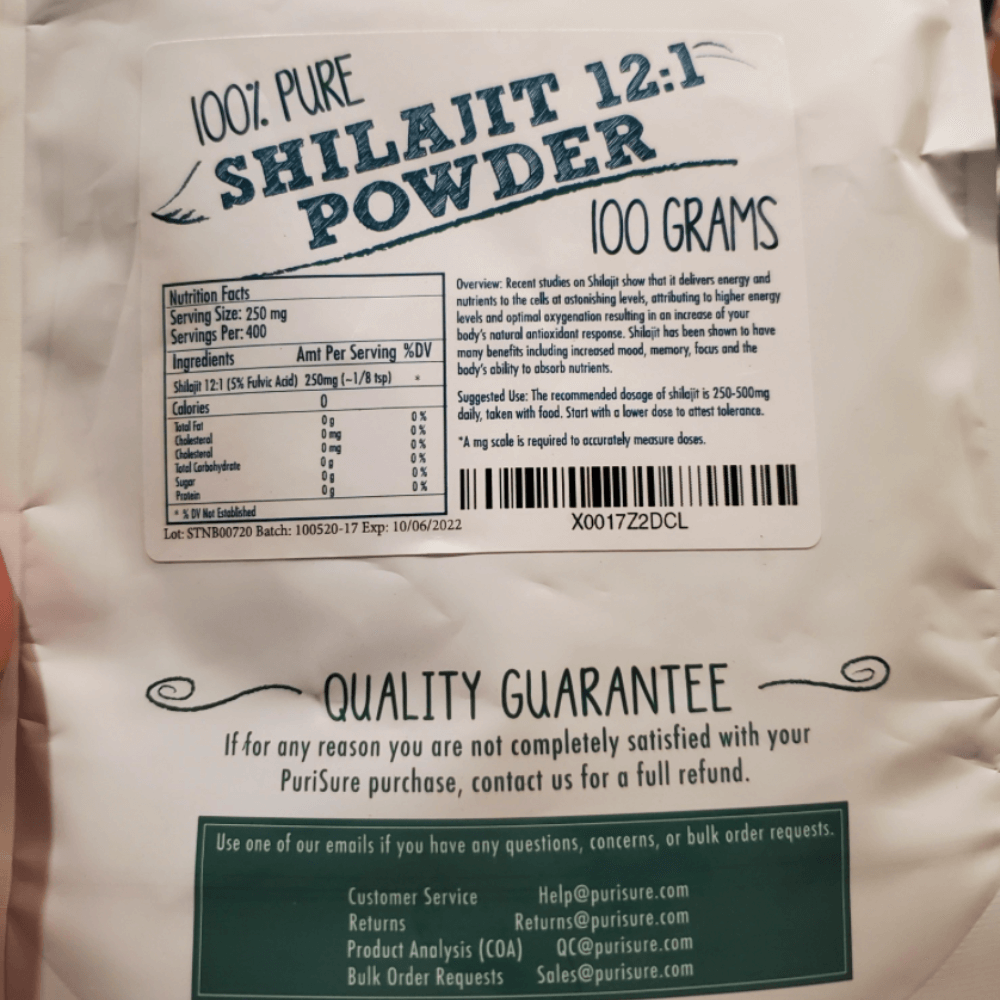 100% PURE
SHILAJIT 12:1
POWDER
100 GRAMS
Nutrition Facts
Serving Size: 250 mg
Servings Per: 400
Ingredients Amt Per Serving %DV
Shilajit 12:1 (5% Fulvic Acid) 250mg (~1/8 tsp) *
Calories 0
Total Fat 0g 0%
Cholesterol 0mg 0%
Cholesterol 0mg 0%
Total Carbohydrate 0g 0%
Sugar 0g 0%
Protein 0g 0%
* % DV Not Established
Lot: STNB00720 Batch: 100520-17 Exp: 10/06/2022
Overview: Recent studies on Shilajit show that it delivers energy and
nutrients to the cells at astonishing levels, attributing to higher energy
levels and optimal oxygenation resulting in an increase of your
body's natural antioxidant response. Shilajit has been shown to have
many benefits including increased mood, memory, focus and the
body's ability to absorb nutrients.
Suggested Use: The recommended dosage of shilajit is 250-500mg
daily, taken with food. Start with a lower dose to attest tolerance.
*A mg scale is required to accurately measure doses.
X0017Z2DCL
QUALITY GUARANTEE
If for any reason you are not completely satisfied with your
PuriSure purchase, contact us for a full refund.
Use one of our emails if you have any questions, concerns, or bulk order requests.
Customer Service Help@purisure.com
Returns Returns@purisure.com
Product Analysis (COA) QC@purisure.com
Bulk Order Requests Sales@purisure.com